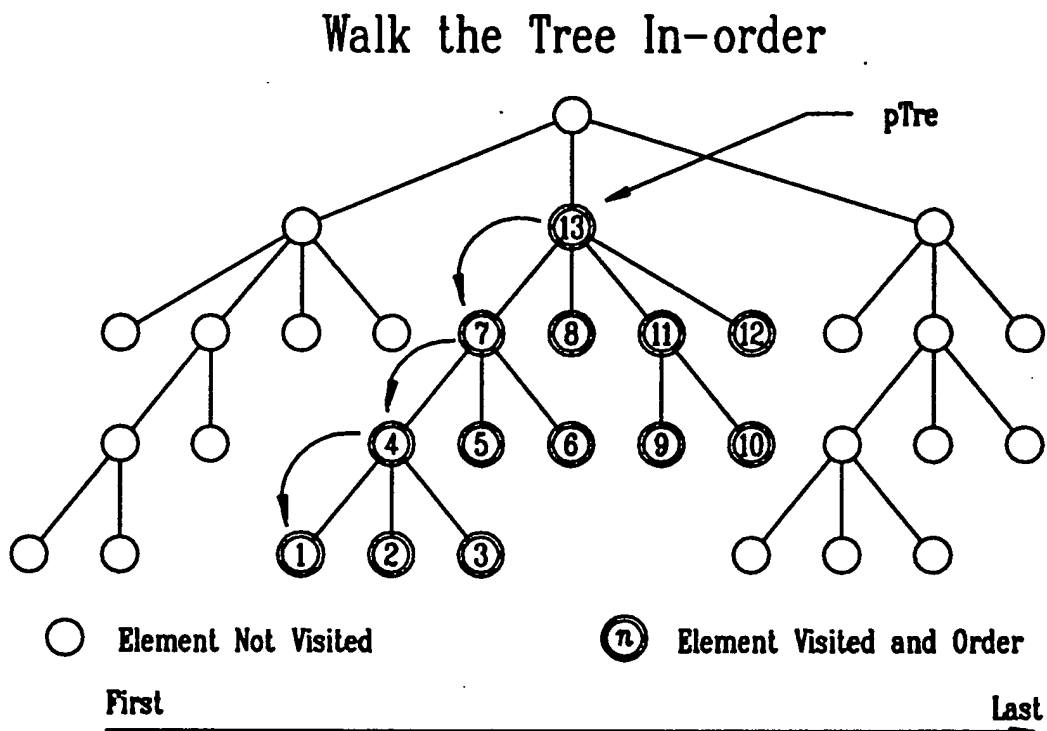 Walk the Tree In-order
pTre
13
7 8 11 12
4 5 6 9 10
1 2 3
Element Not Visited
n Element Visited and Order
First Last